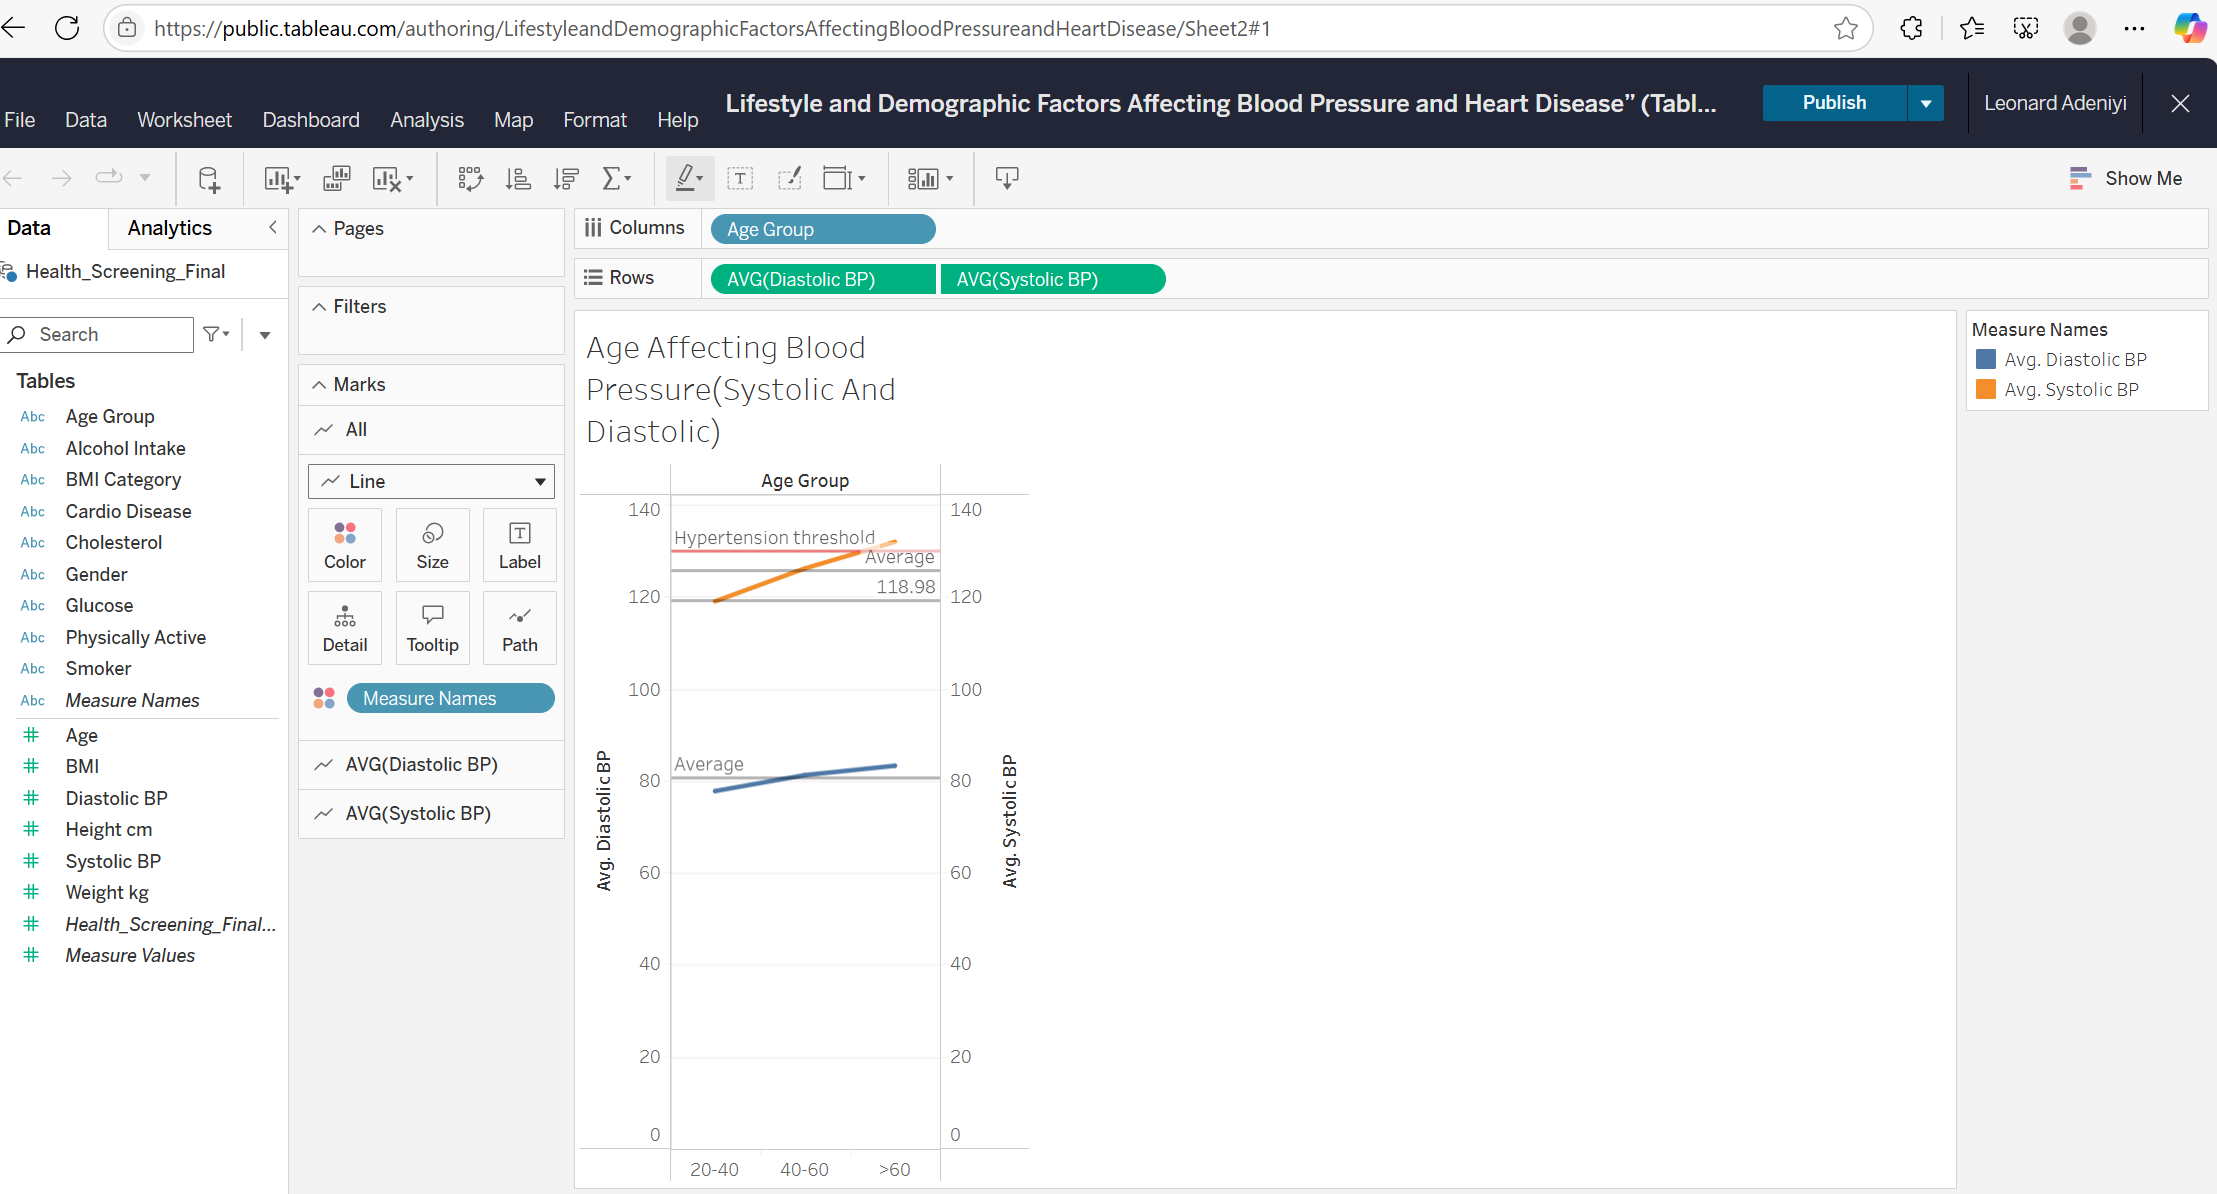 https://public.tableau.com/authoring/LifestyleandDemographicFactorsAffectingBloodPressureandHeartDisease/Sheet2#1
File Data Worksheet Dashboard Analysis Map Format Help
Lifestyle and Demographic Factors Affecting Blood Pressure and Heart Disease” (Tabl...
Publish
Leonard Adeniyi
Show Me
Data
Analytics
Health_Screening_Final
Search
Tables
Abc Age Group
Abc Alcohol Intake
Abc BMI Category
Abc Cardio Disease
Abc Cholesterol
Abc Gender
Abc Glucose
Abc Physically Active
Abc Smoker
Abc Measure Names
# Age
# BMI
# Diastolic BP
# Height cm
# Systolic BP
# Weight kg
# Health_Screening_Final...
# Measure Values
Pages
Filters
Marks
All
Line
Color Size Label
Detail Tooltip Path
Measure Names
AVG(Diastolic BP)
AVG(Systolic BP)
Columns
Age Group
Rows
AVG(Diastolic BP) AVG(Systolic BP)
Age Affecting Blood
Pressure(Systolic And
Diastolic)
Age Group
Avg. Diastolic BP
140
120
100
80
60
40
20
0
Hypertension threshold
Average
118.98
Average
140
120
100
80
60
40
20
0
Avg. Systolic BP
20-40 40-60 >60
Measure Names
Avg. Diastolic BP
Avg. Systolic BP